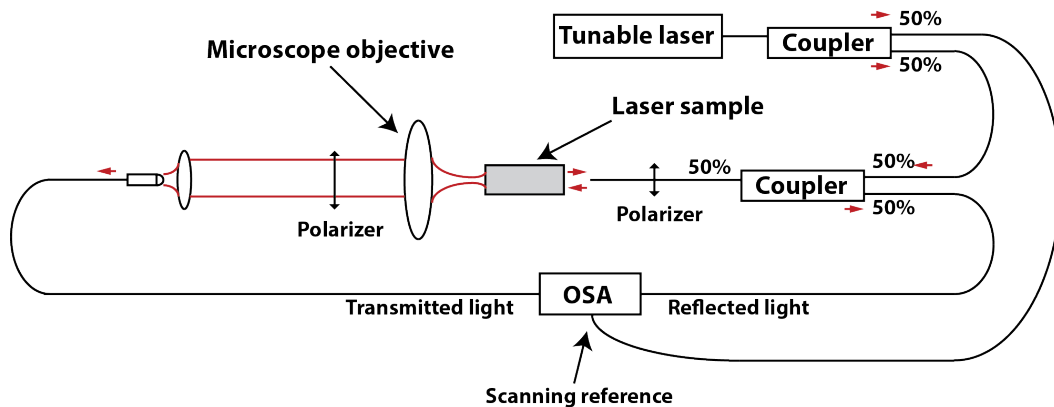 50%
Tunable laser
Coupler
50%
Microscope objective
Laser sample
50%
50%
Coupler
50%
Polarizer
Polarizer
Transmitted light
OSA
Reflected light
Scanning reference